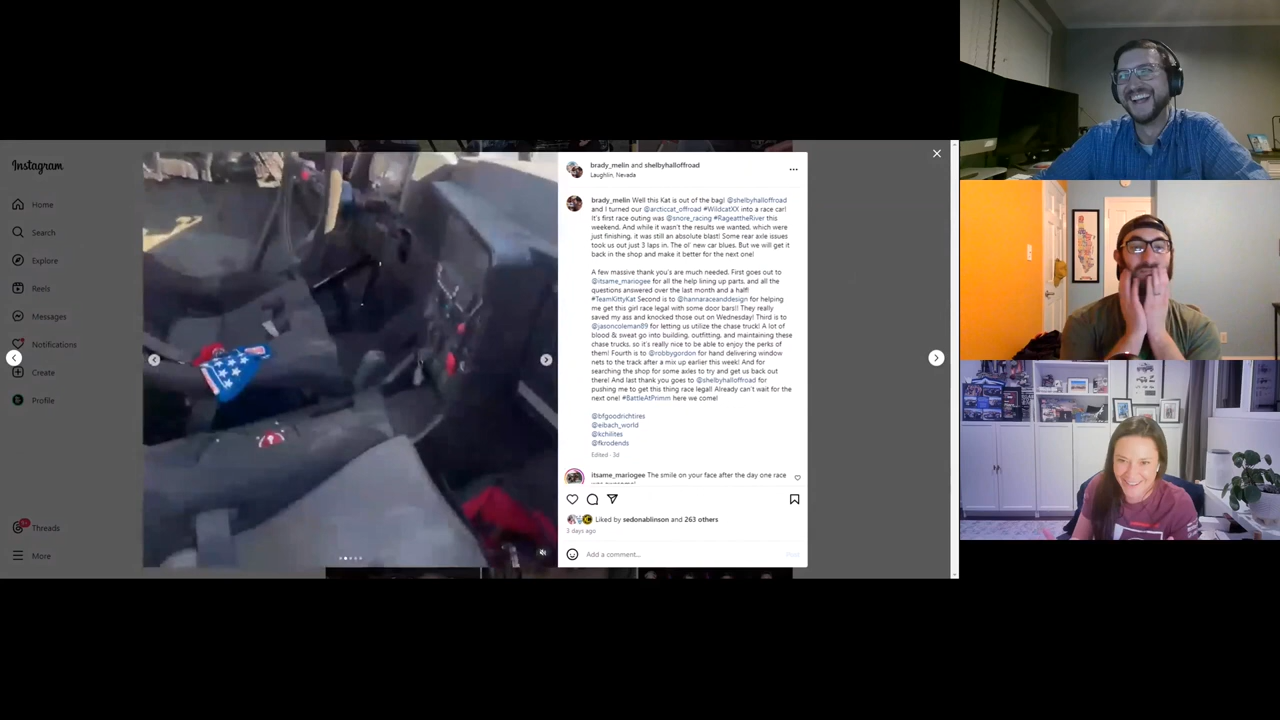 Instagram
Home
Search
Explore
Reels
Messages
Notifications
Create
Profile
Threads
More
brady_melin and shelbyhalloffroad
Laughlin, Nevada
brady_melin Well this Kat is out of the bag! @shelbyhalloffroad
and I turned our @arcticcat_offroad #WildcatXX into a race car!
It's first race outing was @snore_racing #RageattheRiver this
weekend. And while it wasn't the results we wanted, which were
just finishing, it was still an absolute blast! Some rear axle issues
took us out just 3 laps in. The ol' new car blues. But we will get it
back in the shop and make it better for the next one!
A few massive thank you's are much needed. First goes out to
@itsame_mariogee for all the help lining up parts, and all the
questions answered over the last month and a half!
#TeamKittyKat Second is to @hannaraceanddesign for helping
me get this girl race legal with some door bars!! They really
saved my ass and knocked those out on Wednesday! Third is to
@jasoncoleman89 for letting us utilize the chase truck! A lot of
blood & sweat go into building, outfitting, and maintaining these
chase trucks, so it's really nice to be able to enjoy the perks of
them! Fourth is to @robbygordon for hand delivering window
nets to the track after a mix up earlier this week! And for
searching the shop for some axles to try and get us back out
there! And last thank you goes to @shelbyhalloffroad for
pushing me to get this thing race legal! Already can't wait for the
next one! #BattleAtPrimm here we come!
@bfgoodrichtires
@eibach_world
@kchilites
@fkrodends
Edited · 3d
itsame_mariogee The smile on your face after the day one race
Liked by sedonablinson and 263 others
3 days ago
Add a comment...
Post